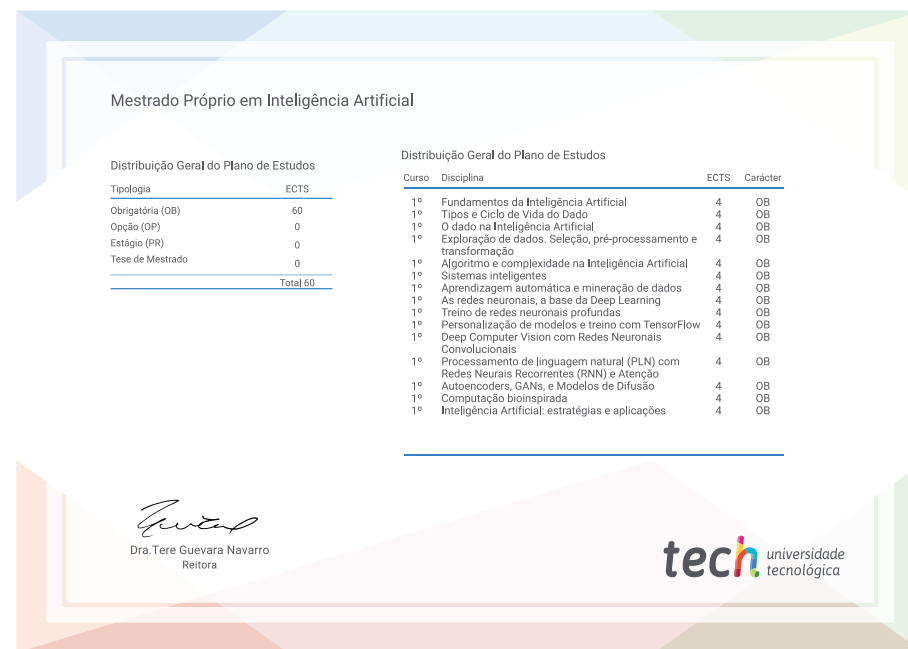 Mestrado Próprio em Inteligência Artificial
Distribuição Geral do Plano de Estudos
Tipologia ECTS
Obrigatória (OB) 60
Opção (OP) 0
Estágio (PR) 0
Tese de Mestrado 0
Total 60
Distribuição Geral do Plano de Estudos
Curso Disciplina ECTS Carácter
1º Fundamentos da Inteligência Artificial 4 OB
1º Tipos e Ciclo de Vida do Dado 4 OB
1º O dado na Inteligência Artificial 4 OB
1º Exploração de dados. Seleção, pré-processamento e 4 OB
transformação
1º Algoritmo e complexidade na Inteligência Artificial 4 OB
1º Sistemas inteligentes 4 OB
1º Aprendizagem automática e mineração de dados 4 OB
1º As redes neuronais, a base da Deep Learning 4 OB
1º Treino de redes neuronais profundas 4 OB
1º Personalização de modelos e treino com TensorFlow 4 OB
1º Deep Computer Vision com Redes Neuronais 4 OB
Convolucionais
1º Processamento de linguagem natural (PLN) com 4 OB
Redes Neurais Recorrentes (RNN) e Atenção
1º Autoencoders, GANs, e Modelos de Difusão 4 OB
1º Computação bioinspirada 4 OB
1º Inteligência Artificial: estratégias e aplicações 4 OB
Dra.Tere Guevara Navarro
Reitora
tech universidade
tecnológica